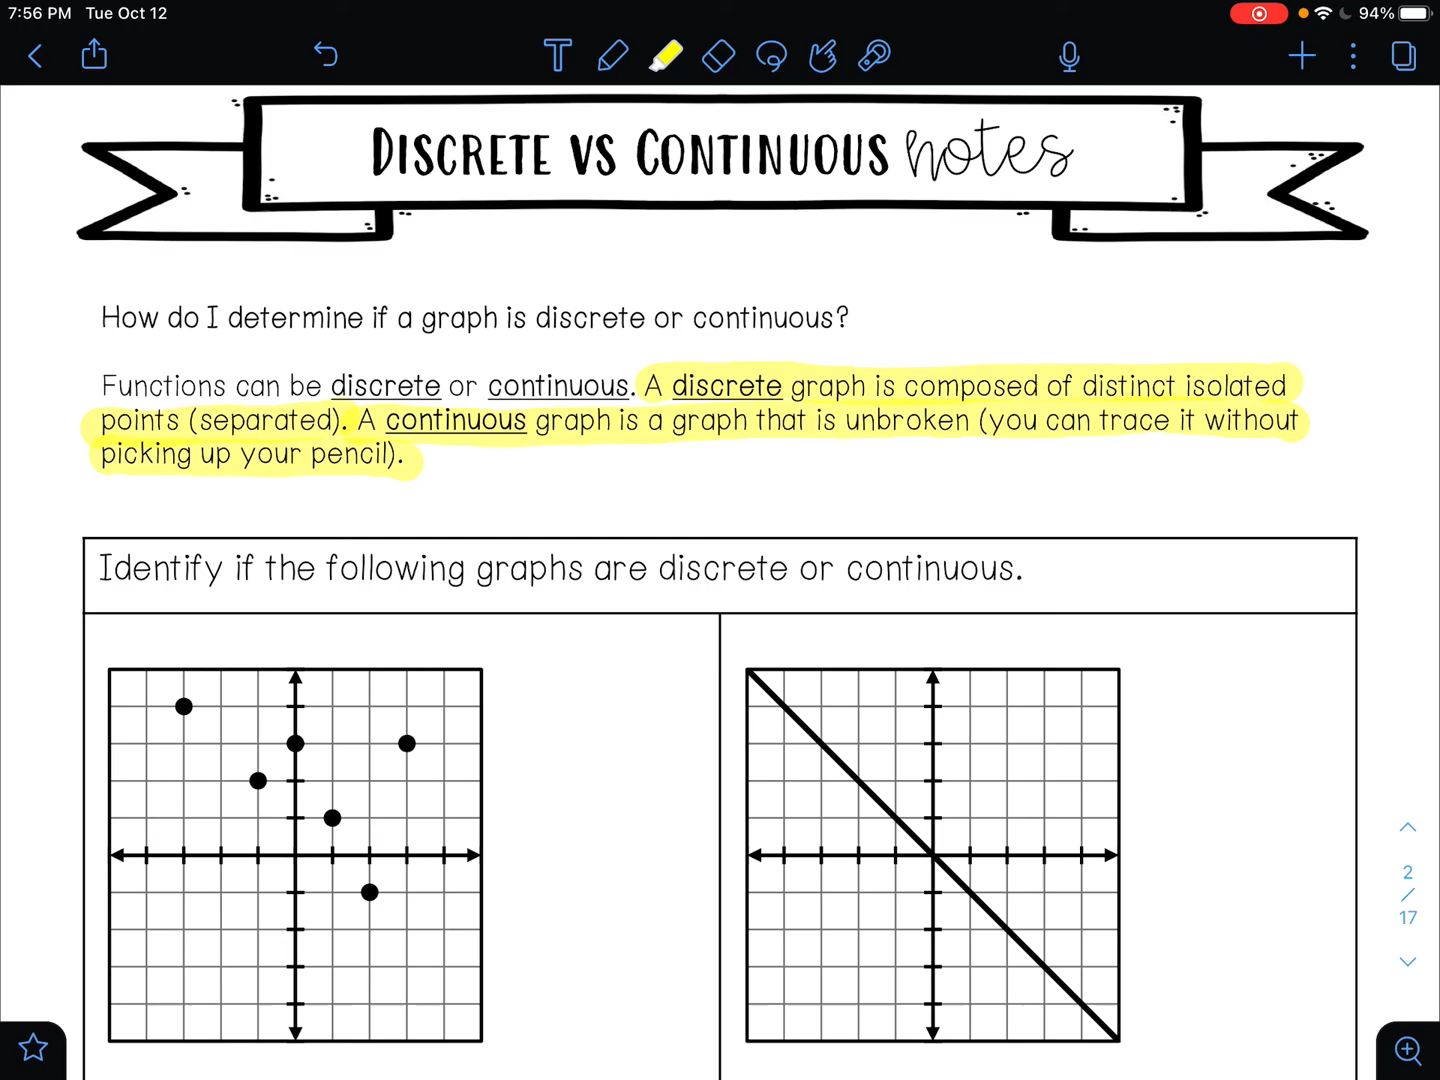 7:56 PM Tue Oct 12
94%
DISCRETE VS CONTINUOUS notes
How do I determine if a graph is discrete or continuous?
Functions can be discrete or continuous. A discrete graph is composed of distinct isolated
points (separated). A continuous graph is a graph that is unbroken (you can trace it without
picking up your pencil).
Identify if the following graphs are discrete or continuous.
2
/
17